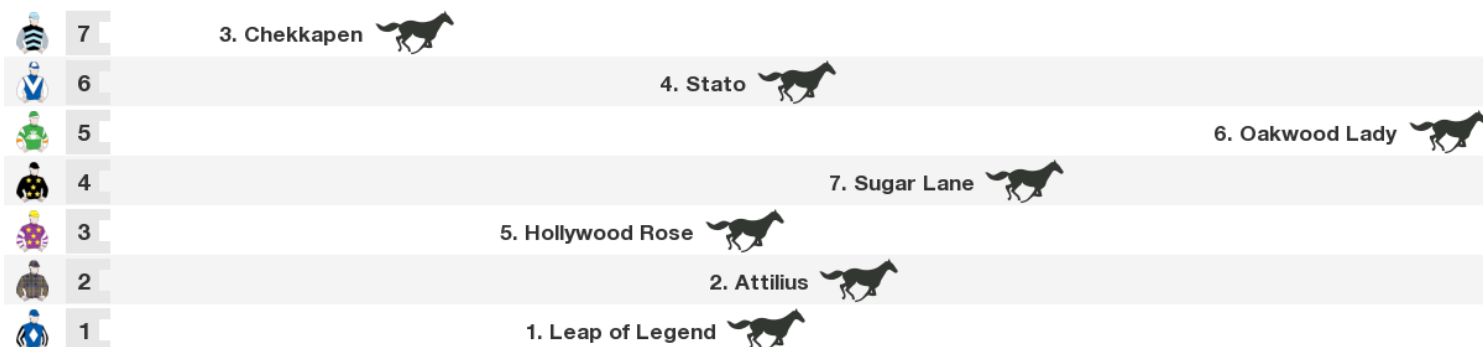 7 3. Chekkapen
6 4. Stato
5 6. Oakwood Lady
4 7. Sugar Lane
3 5. Hollywood Rose
2 2. Attilius
1 1. Leap of Legend